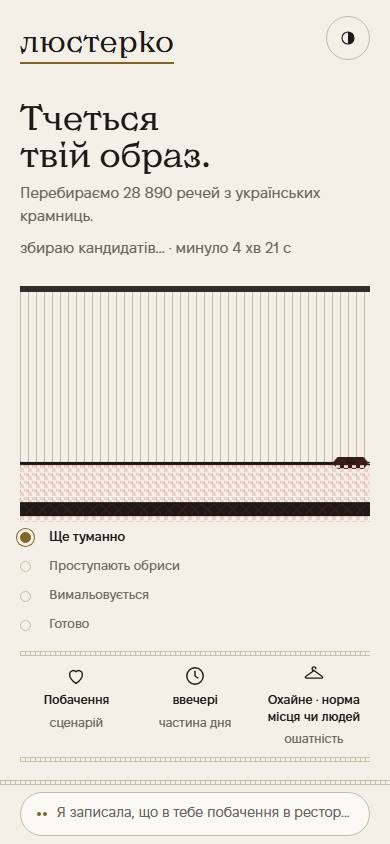 люстерко
Тчеться
твій образ.
Перебираємо 28 890 речей з українських
крамниць.
збираю кандидатів... · минуло 4 хв 21 с
Ще туманно
Проступають обриси
Вимальовується
Готово
Побачення
сценарій
ввечері
частина дня
Охайне · норма
місця чи людей
ошатність
Я записала, що в тебе побачення в рестор...